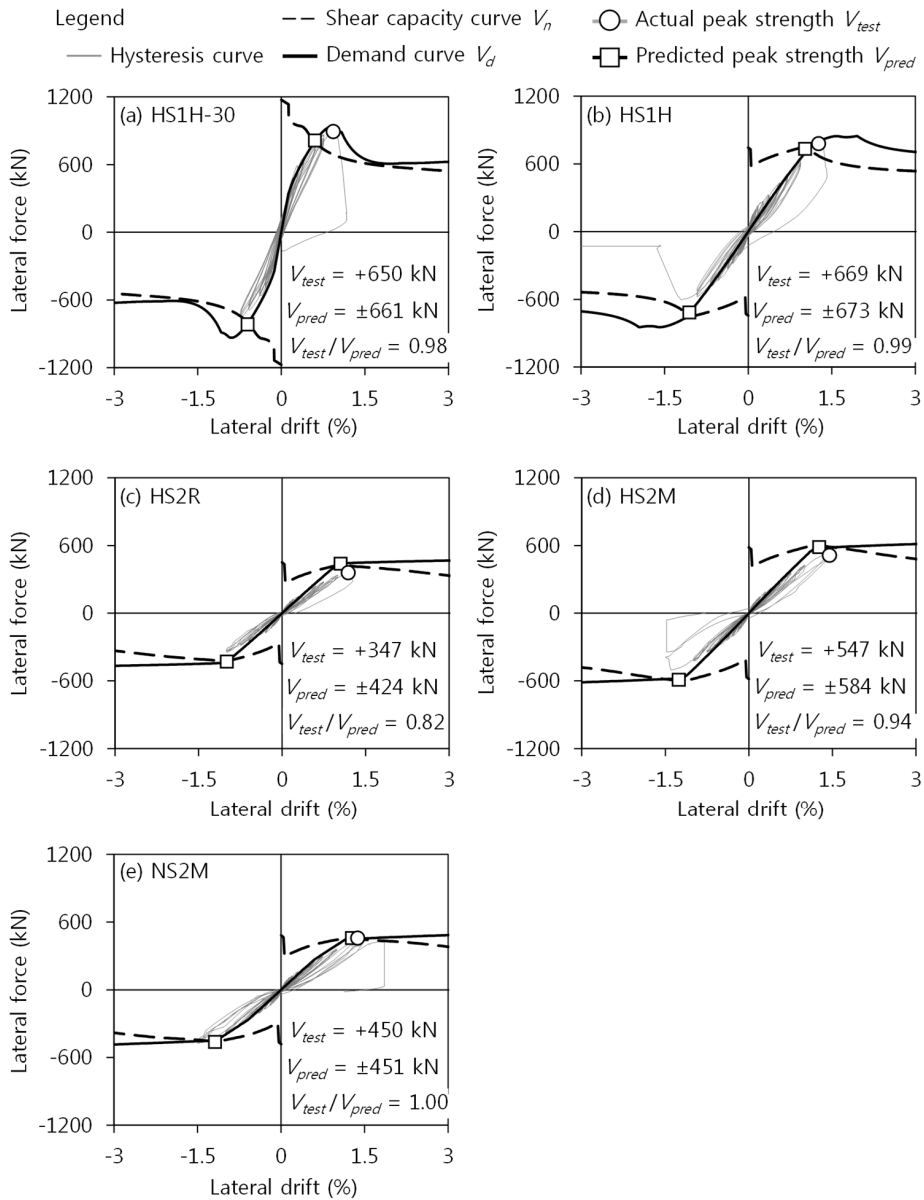 Legend
Shear capacity curve Vn
Actual peak strength Vtest
Hysteresis curve
Demand curve Vd
Predicted peak strength Vpred
(a) HS1H-30
Lateral force (kN)
1200
600
0
-600
-1200
Vtest = +650 kN
Vpred = ±661 kN
Vtest/Vpred = 0.98
-3 -1.5 0 1.5 3
Lateral drift (%)
(b) HS1H
Lateral force (kN)
1200
600
0
-600
-1200
Vtest = +669 kN
Vpred = ±673 kN
Vtest/Vpred = 0.99
-3 -1.5 0 1.5 3
Lateral drift (%)
(c) HS2R
Lateral force (kN)
1200
600
0
-600
-1200
Vtest = +347 kN
Vpred = ±424 kN
Vtest/Vpred = 0.82
-3 -1.5 0 1.5 3
Lateral drift (%)
(d) HS2M
Lateral force (kN)
1200
600
0
-600
-1200
Vtest = +547 kN
Vpred = ±584 kN
Vtest/Vpred = 0.94
-3 -1.5 0 1.5 3
Lateral drift (%)
(e) NS2M
Lateral force (kN)
1200
600
0
-600
-1200
Vtest = +450 kN
Vpred = ±451 kN
Vtest/Vpred = 1.00
-3 -1.5 0 1.5 3
Lateral drift (%)